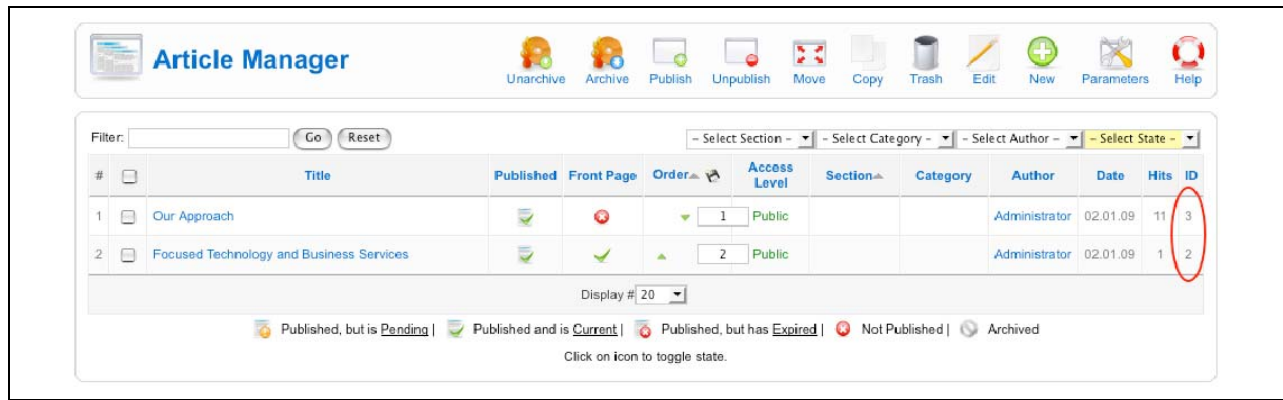 Article Manager
Unarchive Archive Publish Unpublish Move Copy Trash Edit New Parameters Help
Filter: Go Reset - Select Section - - Select Category - - Select Author - - Select State -
# Title Published Front Page Order Access Level Section Category Author Date Hits ID
1 Our Approach 1 Public Administrator 02.01.09 11 3
2 Focused Technology and Business Services 2 Public Administrator 02.01.09 1 2
Display # 20
Published, but is Pending | Published and is Current | Published, but has Expired | Not Published | Archived
Click on icon to toggle state.